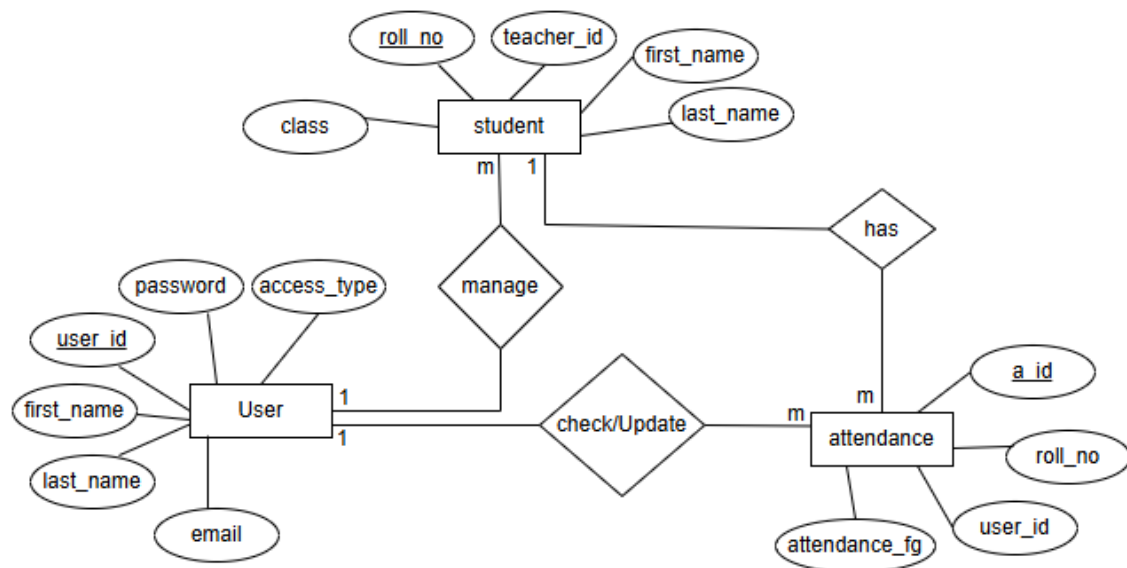 roll_no
teacher_id
first_name
last_name
class
student
m
1
has
manage
password
access_type
user_id
first_name
last_name
email
User
1
1
check/Update
m
m
attendance
a_id
roll_no
user_id
attendance_fg